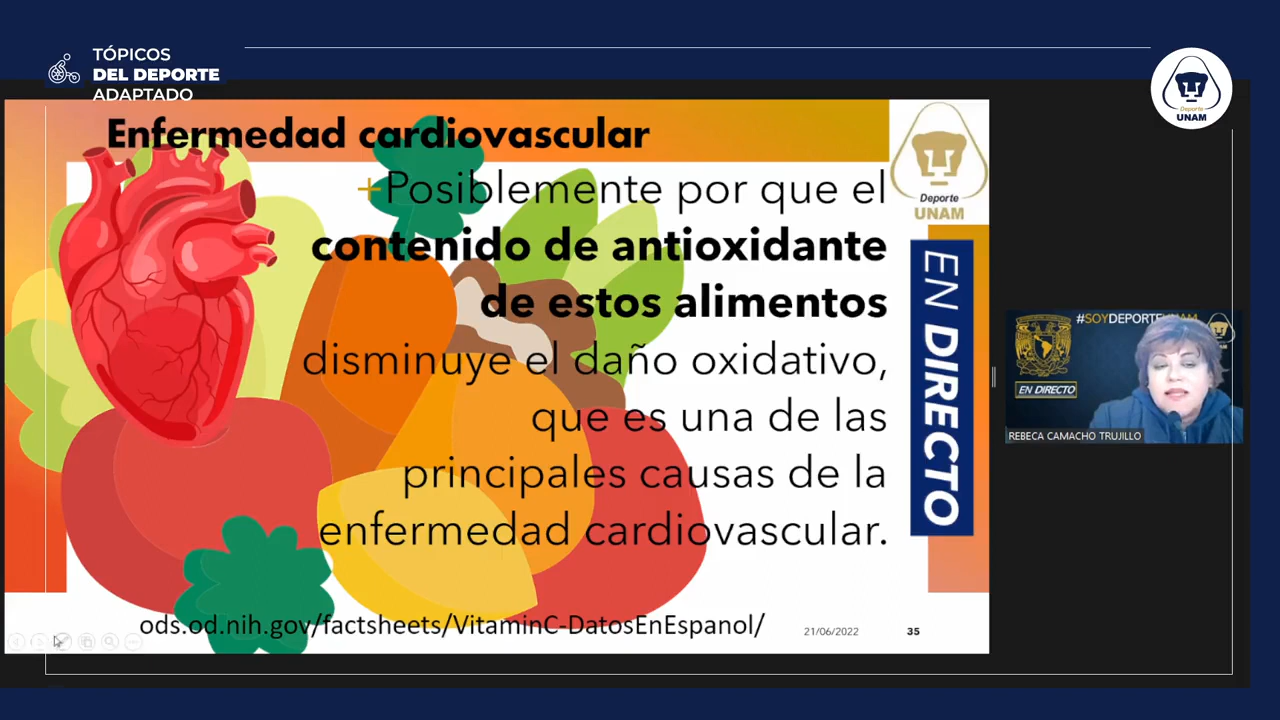 TÓPICOS
DEL DEPORTE
ADAPTADO
Deporte
UNAM
Enfermedad cardiovascular
+Posiblemente por que el
contenido de antioxidante
de estos alimentos
disminuye el daño oxidativo,
que es una de las
principales causas de la
enfermedad cardiovascular.
ods.od.nih.gov/factsheets/VitaminC-DatosEnEspanol/
21/06/2022
35
Deporte
UNAM
EN DIRECTO
#SOYDEPORTEUNAM
EN DIRECTO
REBECA CAMACHO TRUJILLO